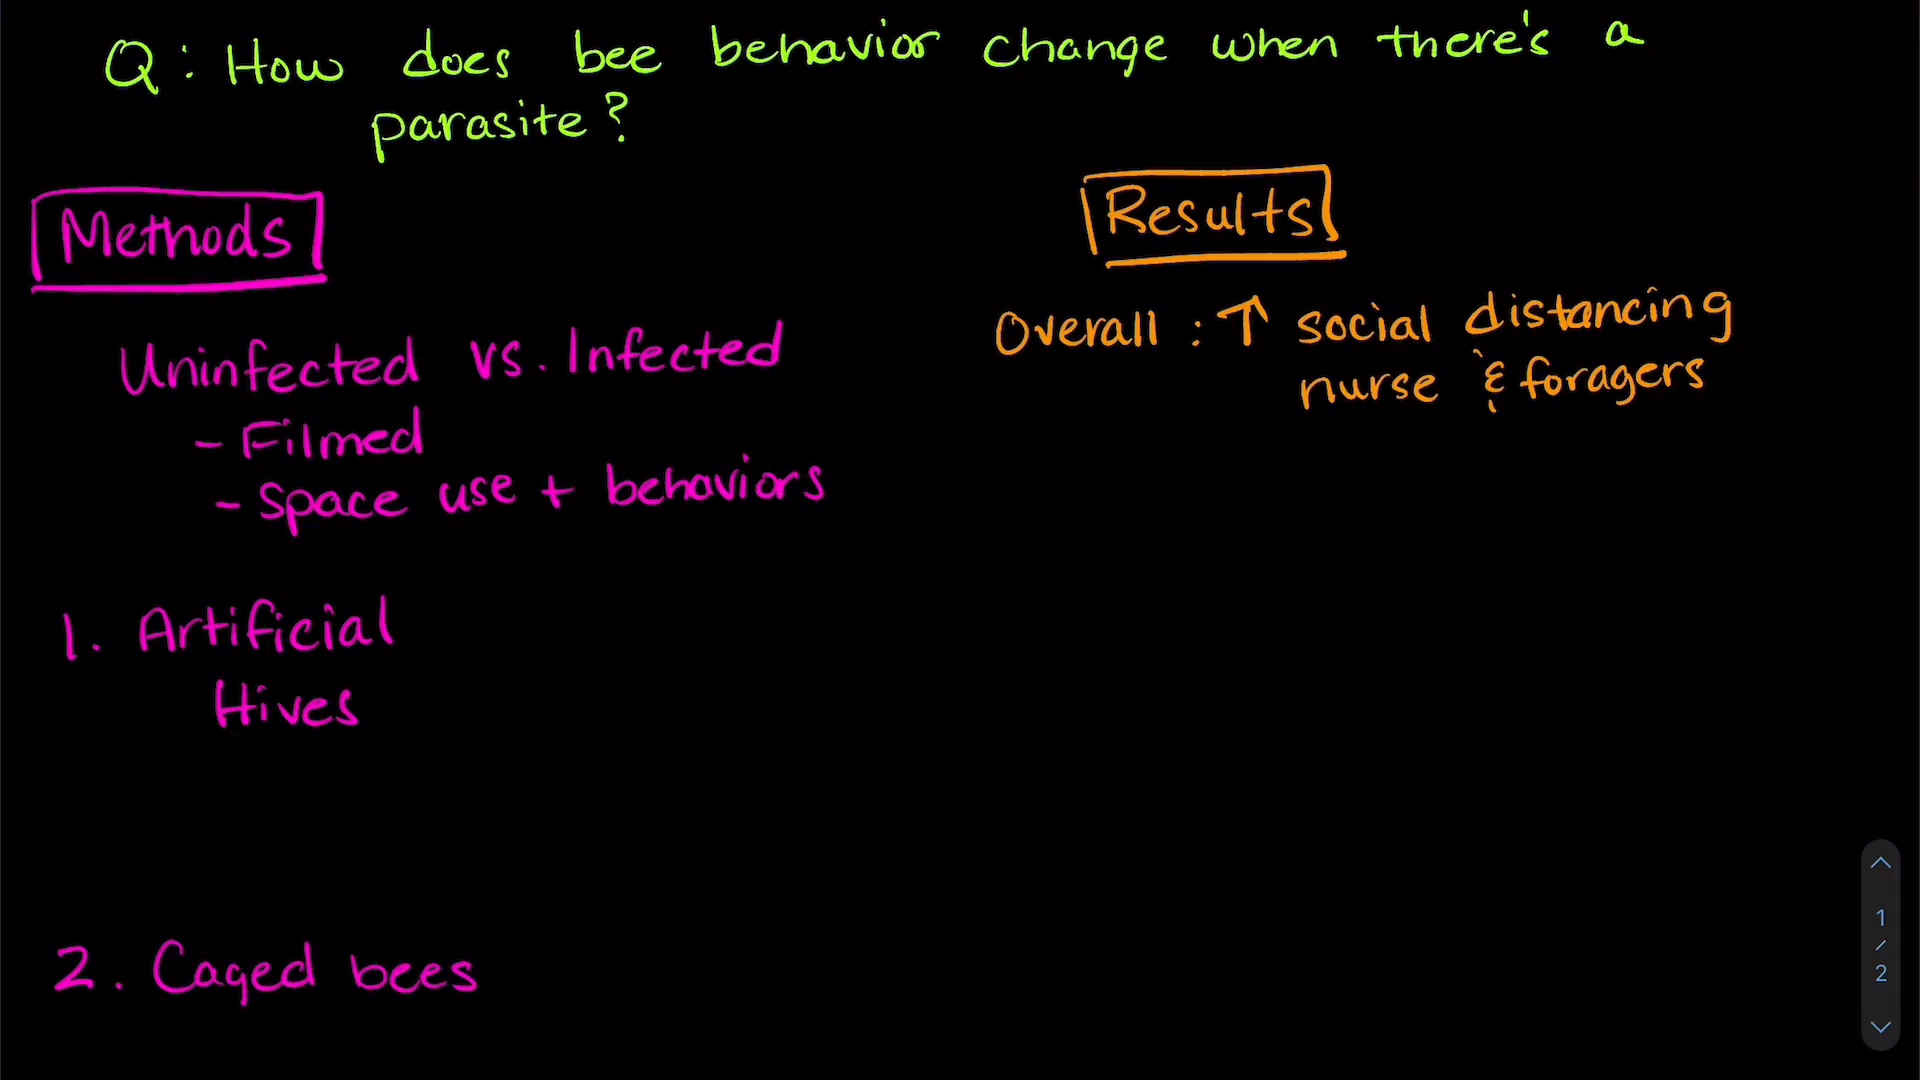 Q: How does bee behavior change when there's a
parasite?
Methods
Uninfected vs. Infected
- Filmed
- Space use + behaviors
1. Artificial
Hives
2. Caged bees
Results
Overall: ↑ social distancing
nurse & foragers
1
/
2